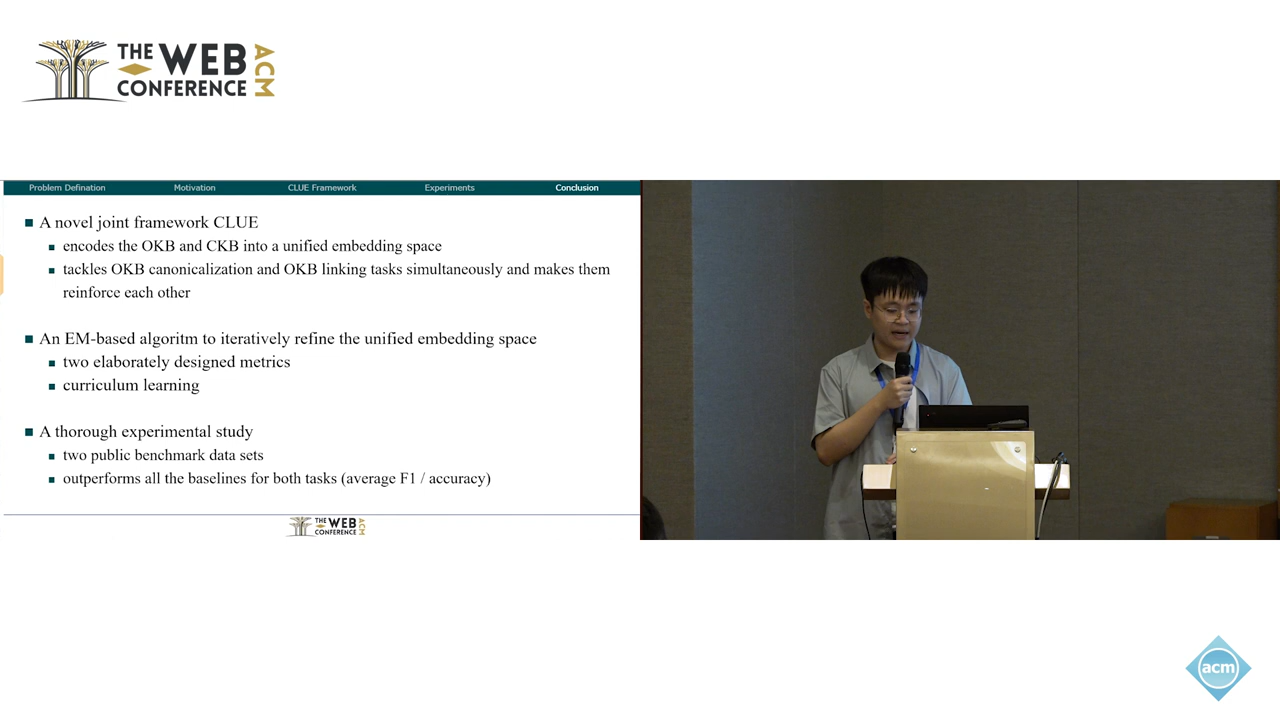 THE WEB
CONFERENCE
ACM
Problem Defination Motivation CLUE Framework Experiments Conclusion
A novel joint framework CLUE
encodes the OKB and CKB into a unified embedding space
tackles OKB canonicalization and OKB linking tasks simultaneously and makes them
reinforce each other
An EM-based algoritm to iteratively refine the unified embedding space
two elaborately designed metrics
curriculum learning
A thorough experimental study
two public benchmark data sets
outperforms all the baselines for both tasks (average F1 / accuracy)
THE WEB
CONFERENCE
ACM
acm